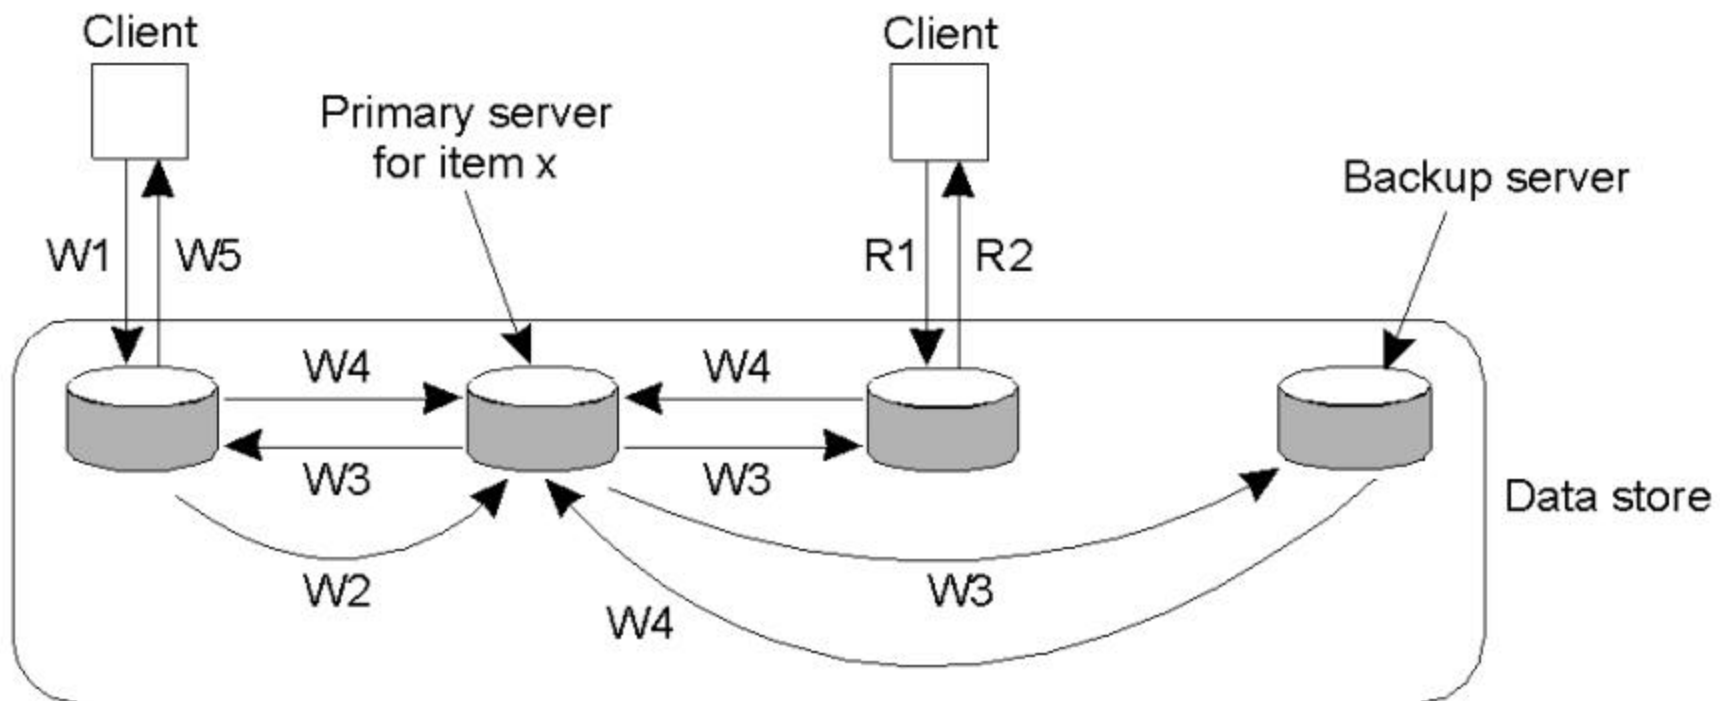 Client
Client
Primary server
for item x
Backup server
W1
W5
R1
R2
W4
W4
W3
W3
Data store
W2
W3
W4